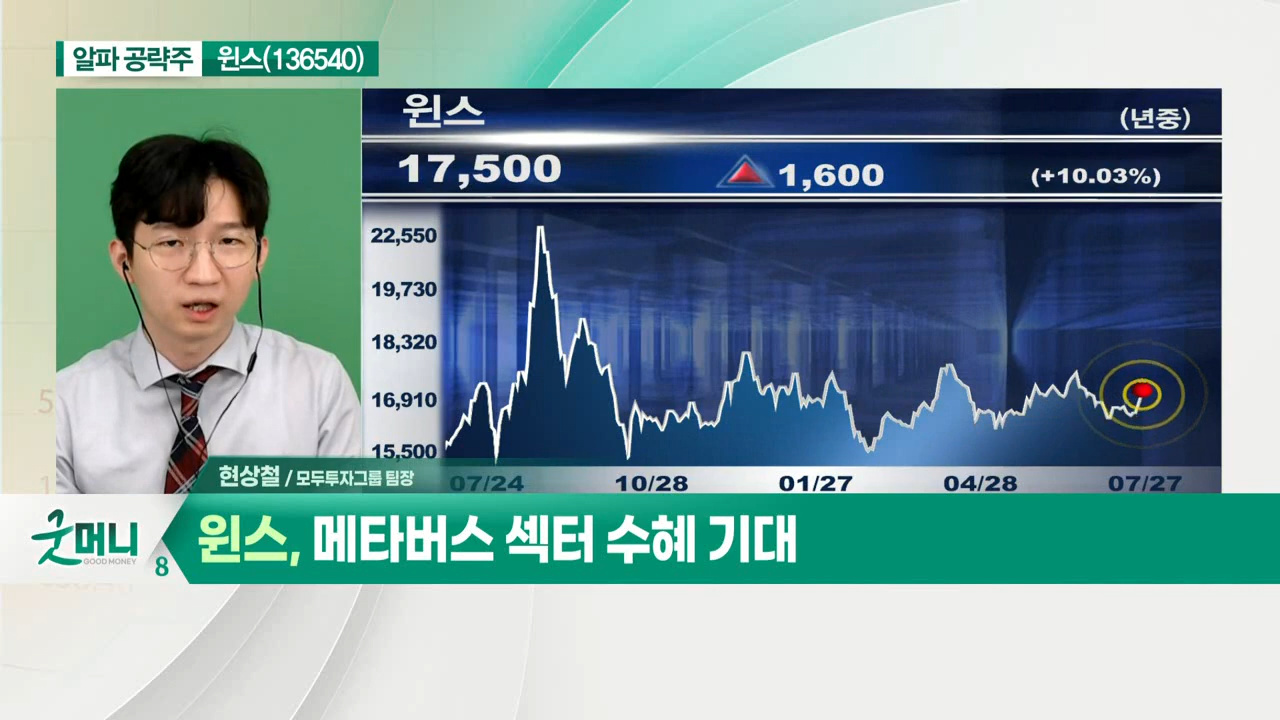 알파 공략주 윈스(136540)
윈스 (년중)
17,500 1,600 (+10.03%)
22,550
19,730
18,320
16,910
15,500
07/24 10/28 01/27 04/28 07/27
현상철 / 모두투자그룹 팀장
굿머니
GOOD MONEY
8
윈스, 메타버스 섹터 수혜 기대